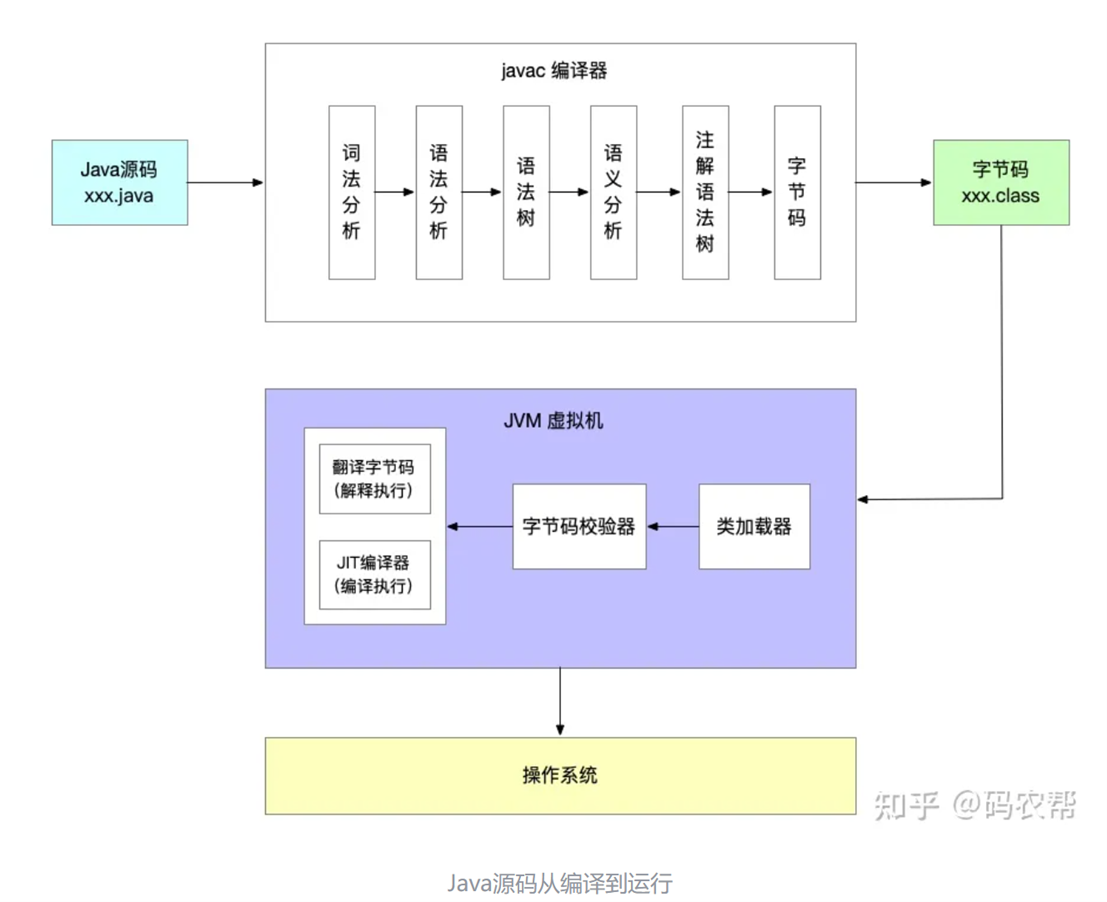 javac 编译器
Java源码
xxx.java
词法分析
语法分析
语法树
语义分析
注解语法树
字节码
字节码
xxx.class
JVM 虚拟机
翻译字节码
（解释执行）
JIT编译器
（编译执行）
字节码校验器
类加载器
操作系统
知乎 @码农帮
Java源码从编译到运行